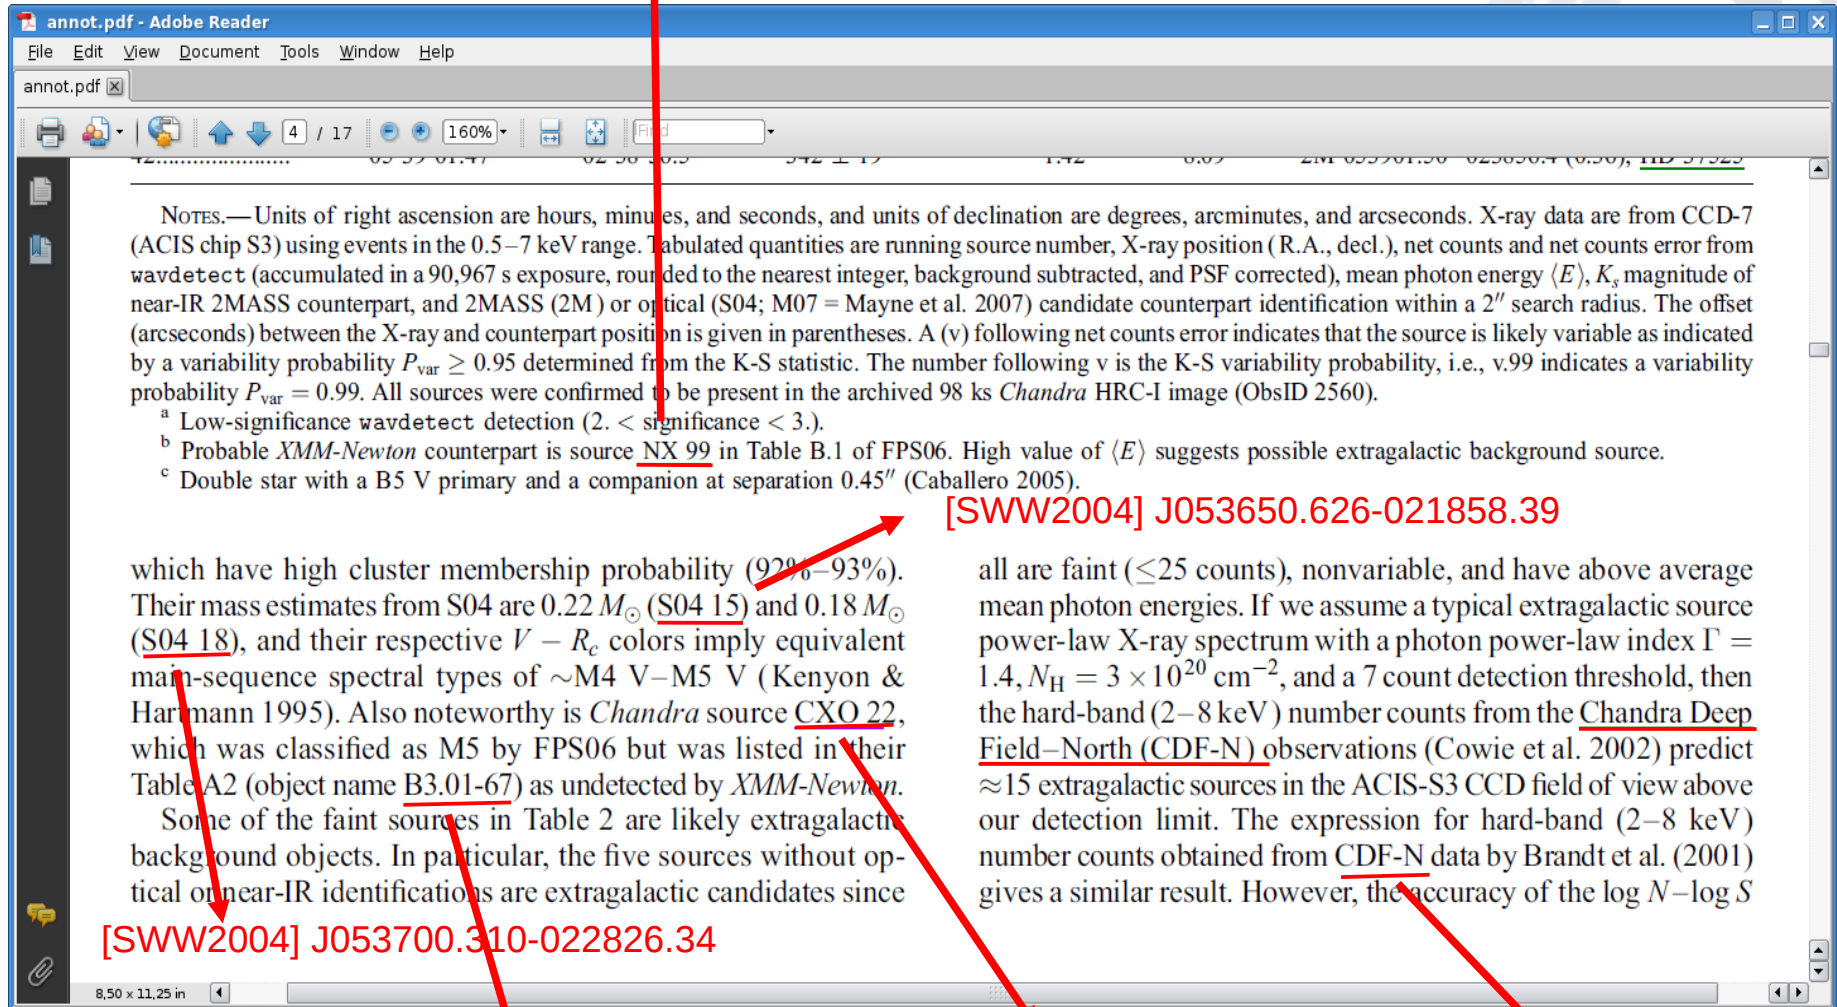 annot.pdf - Adobe Reader
File Edit View Document Tools Window Help
annot.pdf
4 / 17 160% Find
NOTES.—Units of right ascension are hours, minutes, and seconds, and units of declination are degrees, arcminutes, and arcseconds. X-ray data are from CCD-7
(ACIS chip S3) using events in the 0.5–7 keV range. Tabulated quantities are running source number, X-ray position (R.A., decl.), net counts and net counts error from
wavdetect (accumulated in a 90,967 s exposure, rounded to the nearest integer, background subtracted, and PSF corrected), mean photon energy ⟨E⟩, Ks magnitude of
near-IR 2MASS counterpart, and 2MASS (2M) or optical (S04; M07 = Mayne et al. 2007) candidate counterpart identification within a 2″ search radius. The offset
(arcseconds) between the X-ray and counterpart position is given in parentheses. A (v) following net counts error indicates that the source is likely variable as indicated
by a variability probability Pvar ≥ 0.95 determined from the K-S statistic. The number following v is the K-S variability probability, i.e., v.99 indicates a variability
probability Pvar = 0.99. All sources were confirmed to be present in the archived 98 ks Chandra HRC-I image (ObsID 2560).
a Low-significance wavdetect detection (2. < significance < 3.).
b Probable XMM-Newton counterpart is source NX 99 in Table B.1 of FPS06. High value of ⟨E⟩ suggests possible extragalactic background source.
c Double star with a B5 V primary and a companion at separation 0.45″ (Caballero 2005).
[SWW2004] J053650.626-021858.39
which have high cluster membership probability (92%–93%).
Their mass estimates from S04 are 0.22 M⊙ (S04 15) and 0.18 M⊙
(S04 18), and their respective V − Rc colors imply equivalent
main-sequence spectral types of ~M4 V–M5 V (Kenyon &
Hartmann 1995). Also noteworthy is Chandra source CXO 22,
which was classified as M5 by FPS06 but was listed in their
Table A2 (object name B3.01-67) as undetected by XMM-Newton.
Some of the faint sources in Table 2 are likely extragalactic
background objects. In particular, the five sources without op-
tical or near-IR identifications are extragalactic candidates since
[SWW2004] J053700.310-022826.34
all are faint (≤25 counts), nonvariable, and have above average
mean photon energies. If we assume a typical extragalactic source
power-law X-ray spectrum with a photon power-law index Γ =
1.4, NH = 3 ×10²⁰ cm⁻², and a 7 count detection threshold, then
the hard-band (2–8 keV) number counts from the Chandra Deep
Field–North (CDF-N) observations (Cowie et al. 2002) predict
≈15 extragalactic sources in the ACIS-S3 CCD field of view above
our detection limit. The expression for hard-band (2–8 keV)
number counts obtained from CDF-N data by Brandt et al. (2001)
gives a similar result. However, the accuracy of the log N–log S
8,50 x 11,25 in